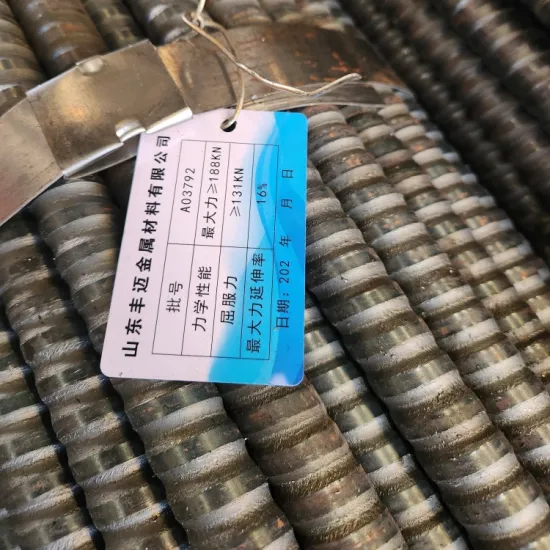 山东丰迈金属材料有限公司
批号 A03792
力学性能 最大力≥188KN
屈服力 ≥131KN
最大力延伸率 16%
日期：202 年 月 日